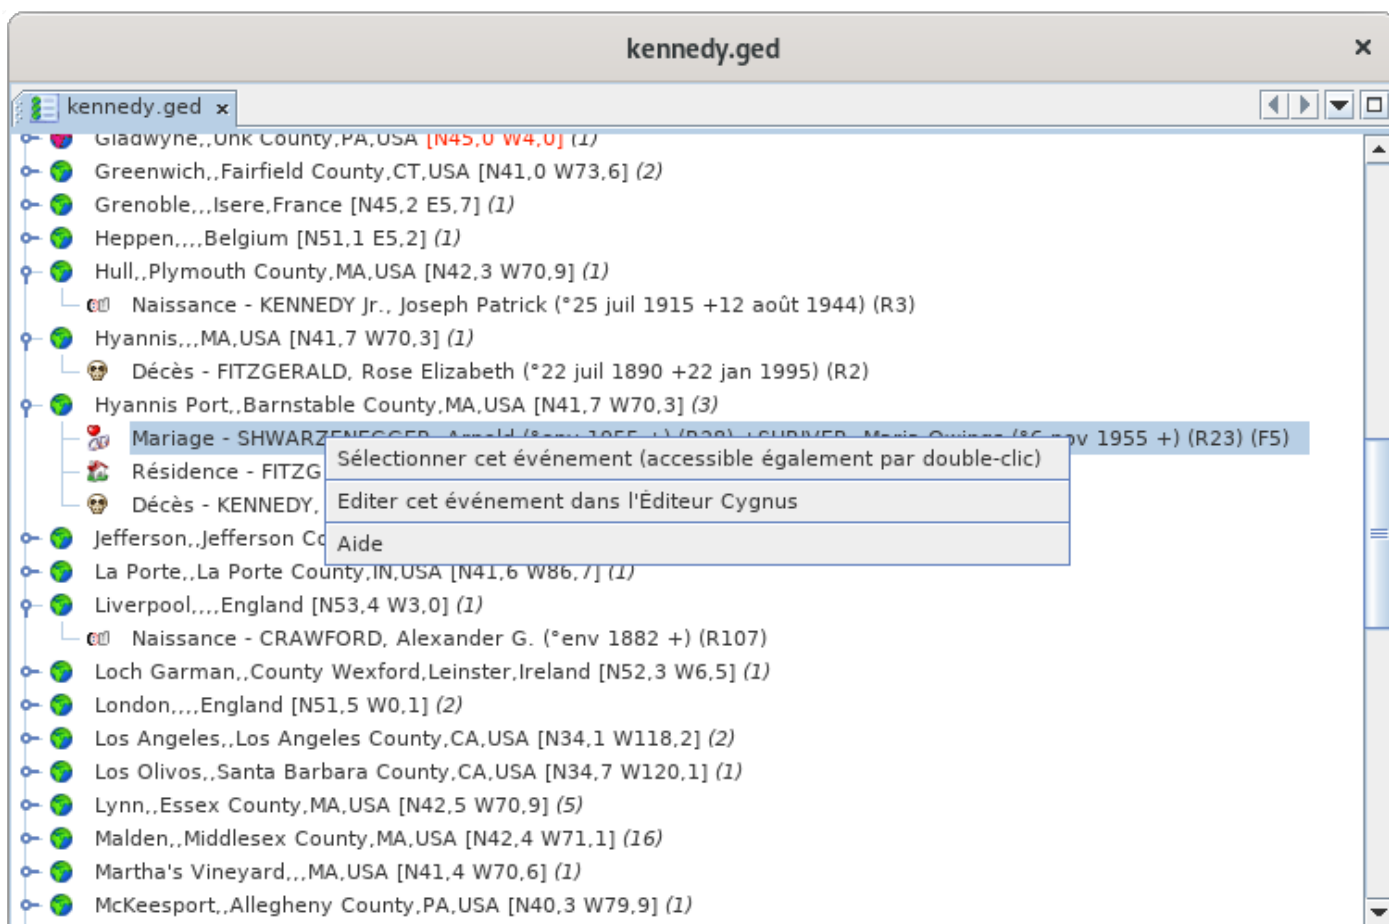 kennedy.ged
kennedy.ged
Gladwyne,,Unk County,PA,USA [N45,0 W4,0] (1)
Greenwich,,Fairfield County,CT,USA [N41,0 W73,6] (2)
Grenoble,,,Isere,France [N45,2 E5,7] (1)
Heppen,,,,Belgium [N51,1 E5,2] (1)
Hull,,Plymouth County,MA,USA [N42,3 W70,9] (1)
Naissance - KENNEDY Jr., Joseph Patrick (°25 juil 1915 +12 août 1944) (R3)
Hyannis,,,MA,USA [N41,7 W70,3] (1)
Décès - FITZGERALD, Rose Elizabeth (°22 juil 1890 +22 jan 1995) (R2)
Hyannis Port,,Barnstable County,MA,USA [N41,7 W70,3] (3)
Mariage - SHWARZENEGGER, Arnold (°env 1955 +) (R28) +SHRIVER, Maria Owings (°6 nov 1955 +) (R23) (F5)
Sélectionner cet événement (accessible également par double-clic)
Résidence - FITZG
Editer cet événement dans l'Éditeur Cygnus
Décès - KENNEDY,
Aide
Jefferson,,Jefferson Co
La Porte,,La Porte County,IN,USA [N41,6 W86,7] (1)
Liverpool,,,,England [N53,4 W3,0] (1)
Naissance - CRAWFORD, Alexander G. (°env 1882 +) (R107)
Loch Garman,,County Wexford,Leinster,Ireland [N52,3 W6,5] (1)
London,,,,England [N51,5 W0,1] (2)
Los Angeles,,Los Angeles County,CA,USA [N34,1 W118,2] (2)
Los Olivos,,Santa Barbara County,CA,USA [N34,7 W120,1] (1)
Lynn,,Essex County,MA,USA [N42,5 W70,9] (5)
Malden,,Middlesex County,MA,USA [N42,4 W71,1] (16)
Martha's Vineyard,,,MA,USA [N41,4 W70,6] (1)
McKeesport,,Allegheny County,PA,USA [N40,3 W79,9] (1)